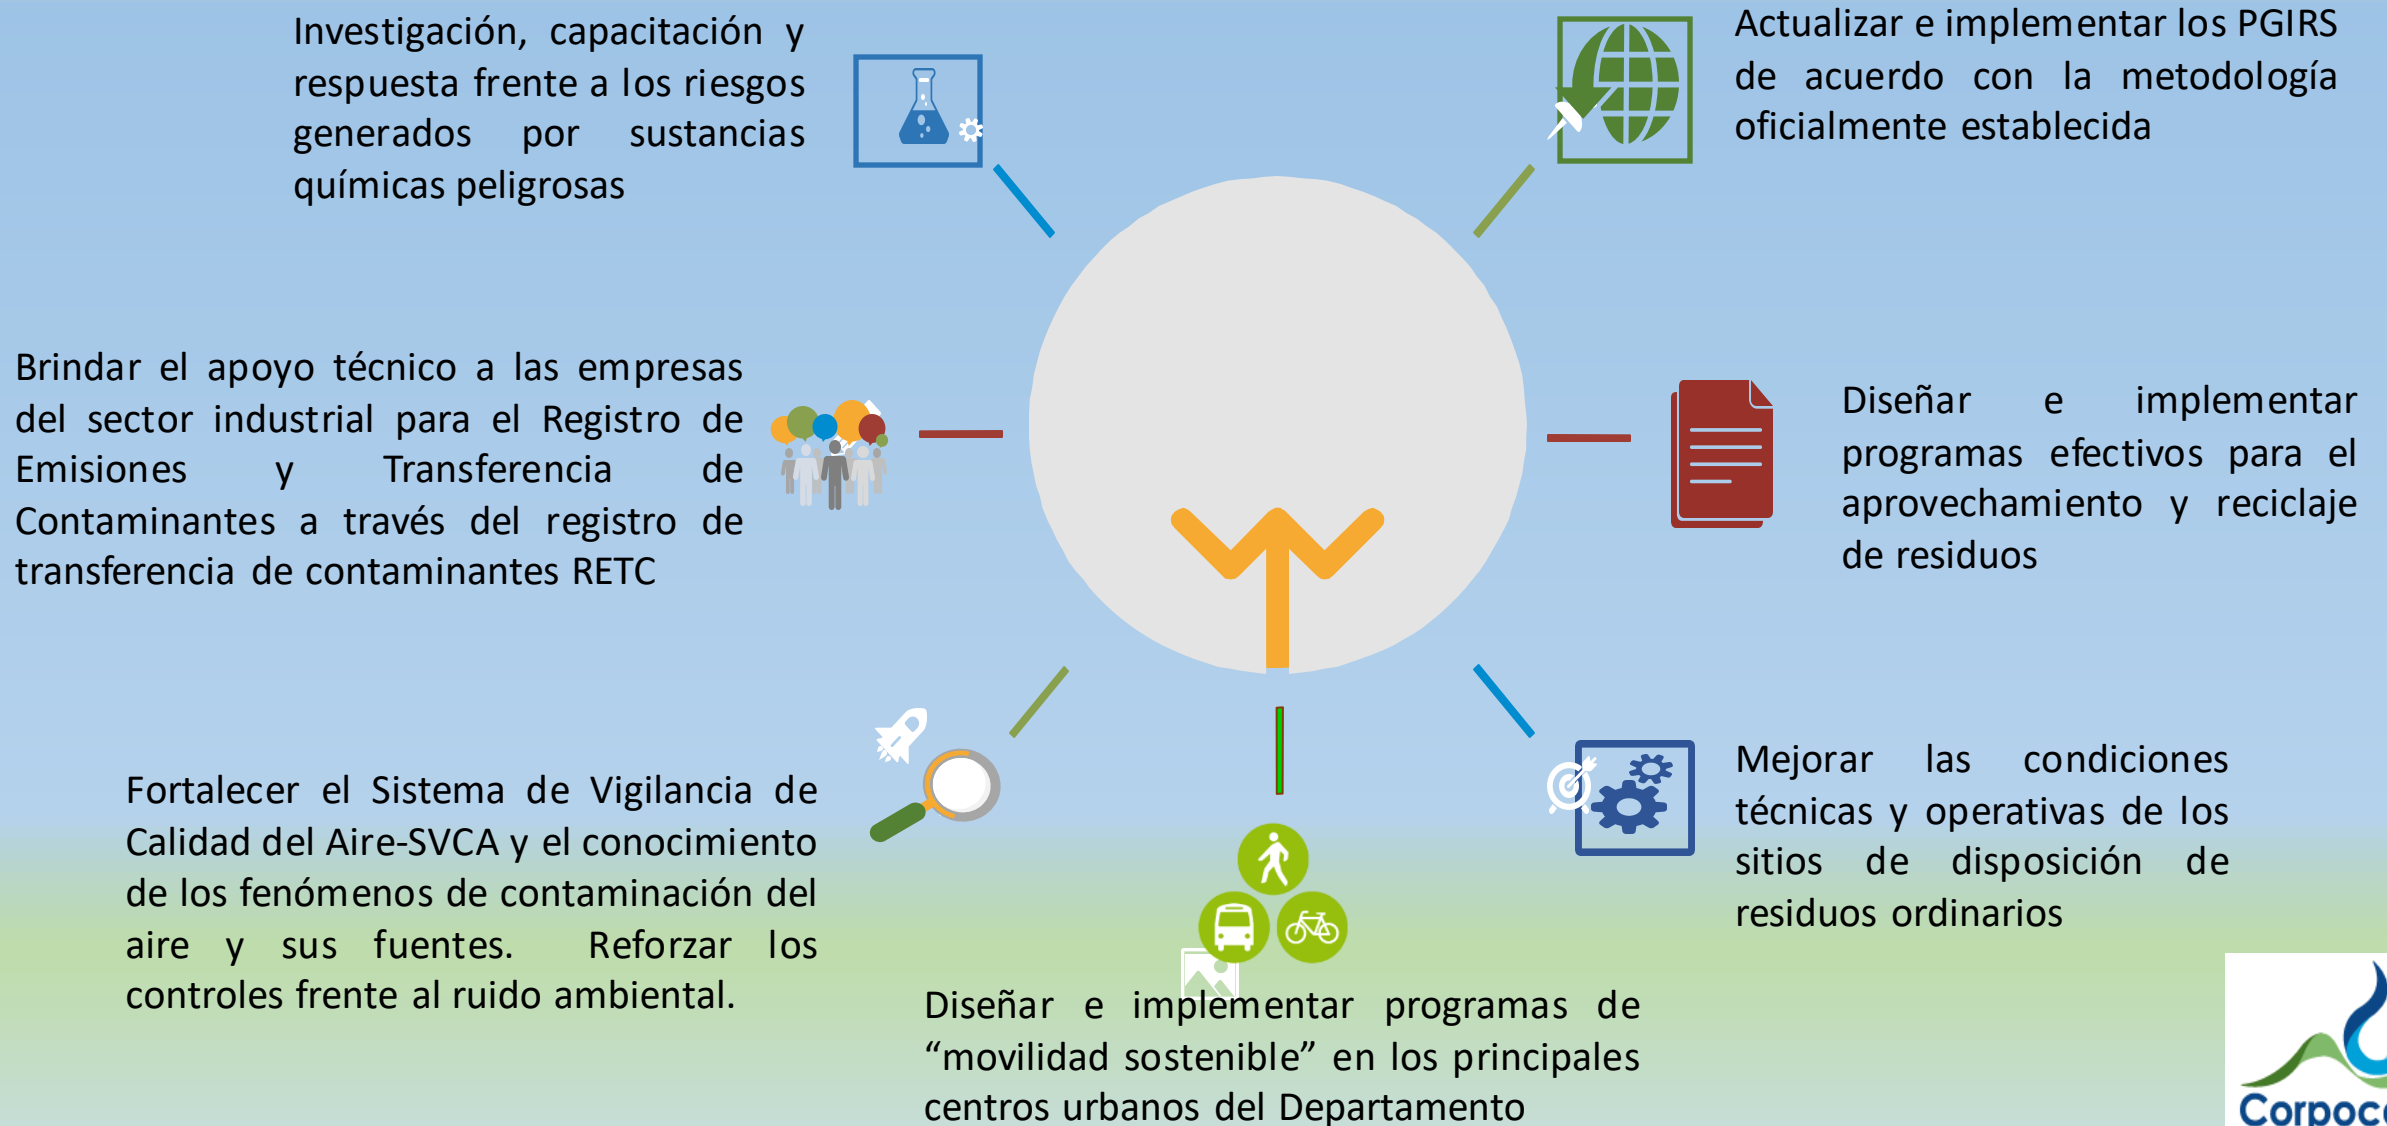 Investigación, capacitación y
respuesta frente a los riesgos
generados por sustancias
químicas peligrosas
Actualizar e implementar los PGIRS
de acuerdo con la metodología
oficialmente establecida
Brindar el apoyo técnico a las empresas
del sector industrial para el Registro de
Emisiones y Transferencia de
Contaminantes a través del registro de
transferencia de contaminantes RETC
Diseñar e implementar
programas efectivos para el
aprovechamiento y reciclaje
de residuos
Fortalecer el Sistema de Vigilancia de
Calidad del Aire-SVCA y el conocimiento
de los fenómenos de contaminación del
aire y sus fuentes. Reforzar los
controles frente al ruido ambiental.
Mejorar las condiciones
técnicas y operativas de los
sitios de disposición de
residuos ordinarios
Diseñar e implementar programas de
“movilidad sostenible” en los principales
centros urbanos del Departamento